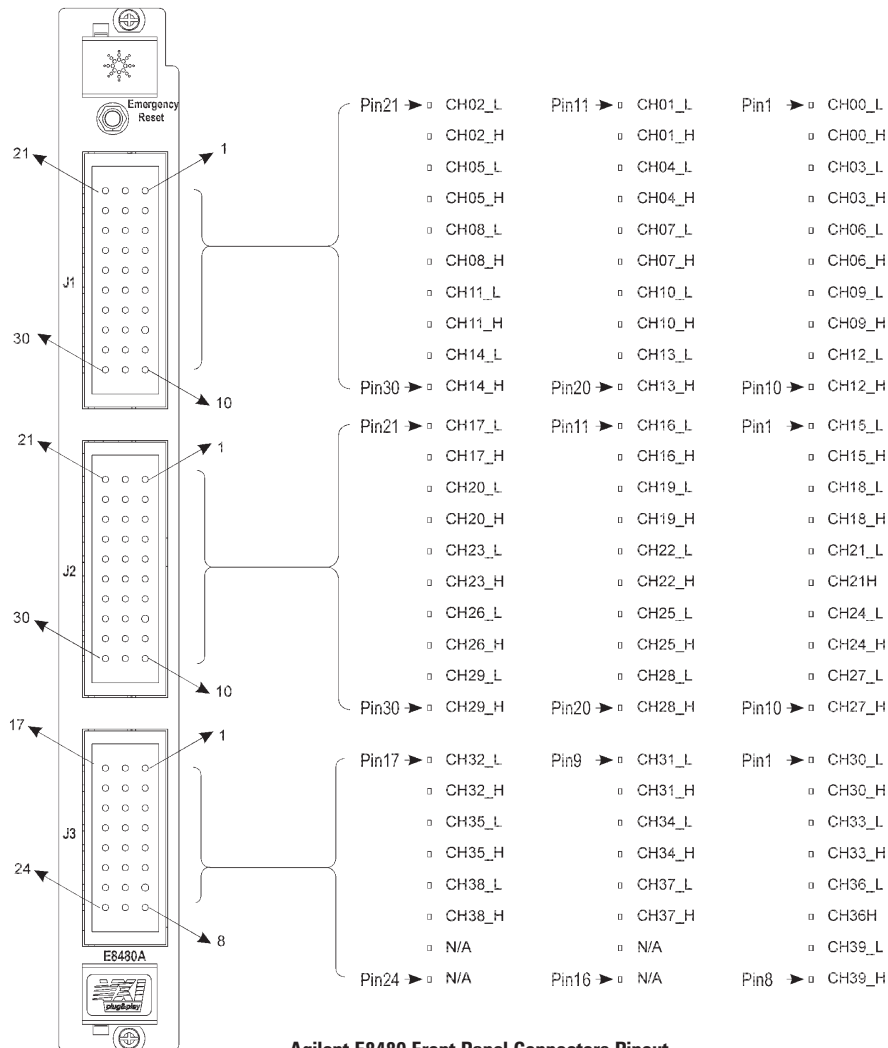 Emergency
Reset
21
1
J1
30
10
Pin21 CH02_L Pin11 CH01_L Pin1 CH00_L
CH02_H CH01_H CH00_H
CH05_L CH04_L CH03_L
CH05_H CH04_H CH03_H
CH08_L CH07_L CH06_L
CH08_H CH07_H CH06_H
CH11_L CH10_L CH09_L
CH11_H CH10_H CH09_H
CH14_L CH13_L CH12_L
Pin30 CH14_H Pin20 CH13_H Pin10 CH12_H
21
1
J2
30
10
Pin21 CH17_L Pin11 CH16_L Pin1 CH15_L
CH17_H CH16_H CH15_H
CH20_L CH19_L CH18_L
CH20_H CH19_H CH18_H
CH23_L CH22_L CH21_L
CH23_H CH22_H CH21H
CH26_L CH25_L CH24_L
CH26_H CH25_H CH24_H
CH29_L CH28_L CH27_L
Pin30 CH29_H Pin20 CH28_H Pin10 CH27_H
17
1
J3
24
8
Pin17 CH32_L Pin9 CH31_L Pin1 CH30_L
CH32_H CH31_H CH30_H
CH35_L CH34_L CH33_L
CH35_H CH34_H CH33_H
CH38_L CH37_L CH36_L
CH38_H CH37_H CH36H
N/A N/A CH39_L
Pin24 N/A Pin16 N/A Pin8 CH39_H
E8480A
VXI
plug&play